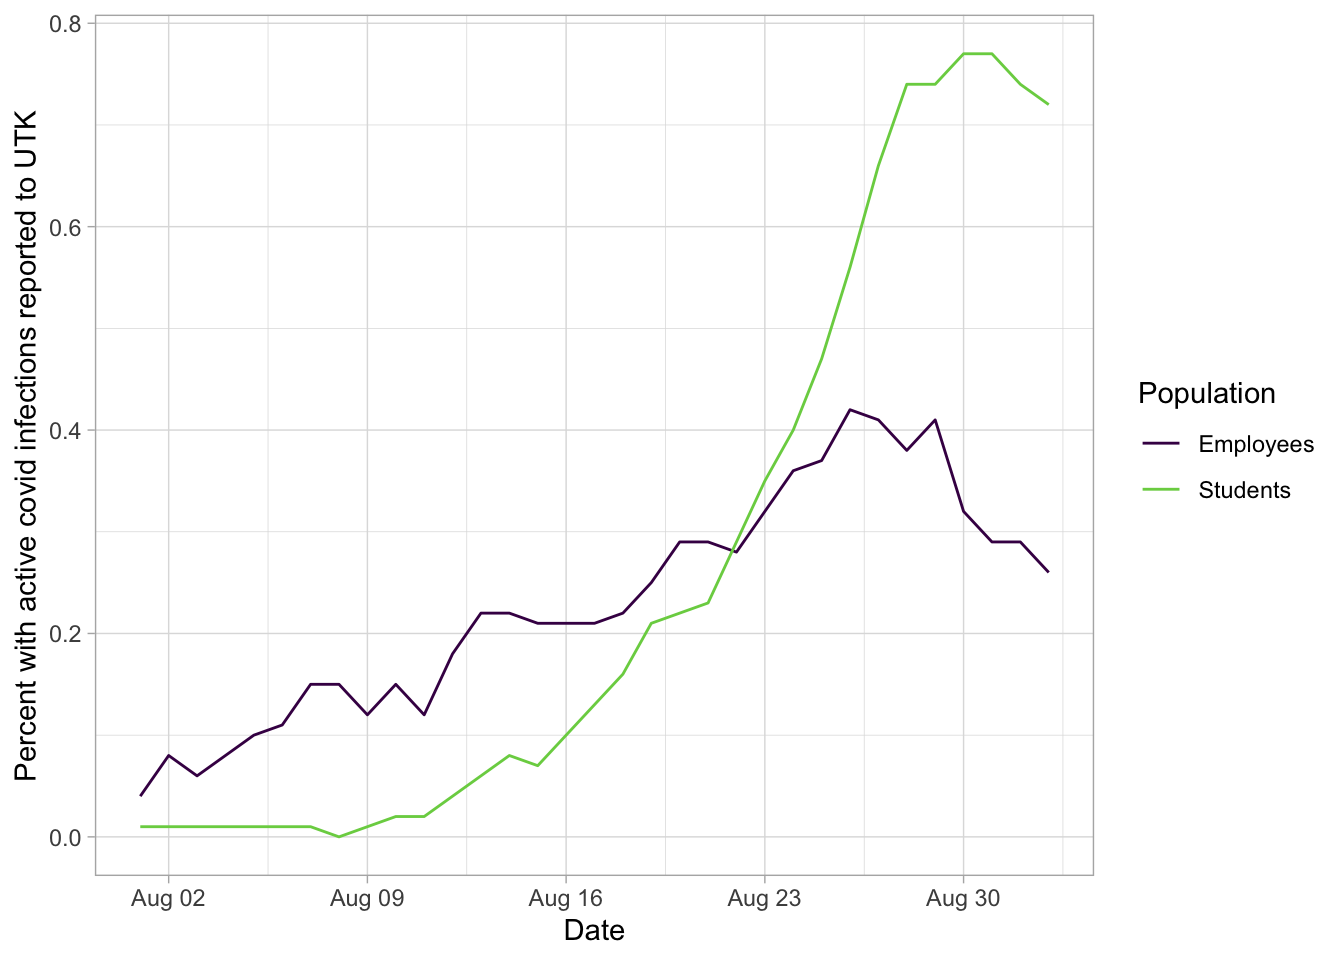 Percent with active covid infections reported to UTK
0.8
0.6
0.4
0.2
0.0
Aug 02
Aug 09
Aug 16
Aug 23
Aug 30
Date
Population
Employees
Students